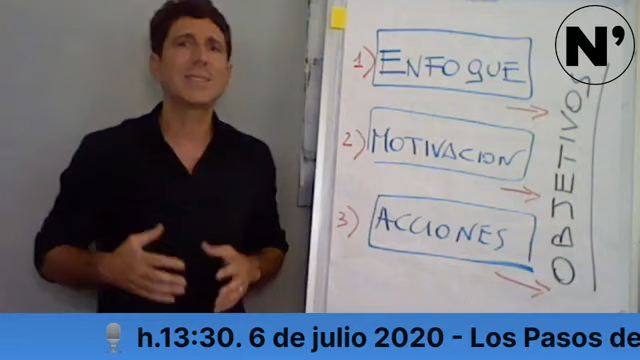 N'
1) ENFOQUE
2) MOTIVACION
3) ACCIONES
OBJETIVOS
h.13:30. 6 de julio 2020 - Los Pasos de